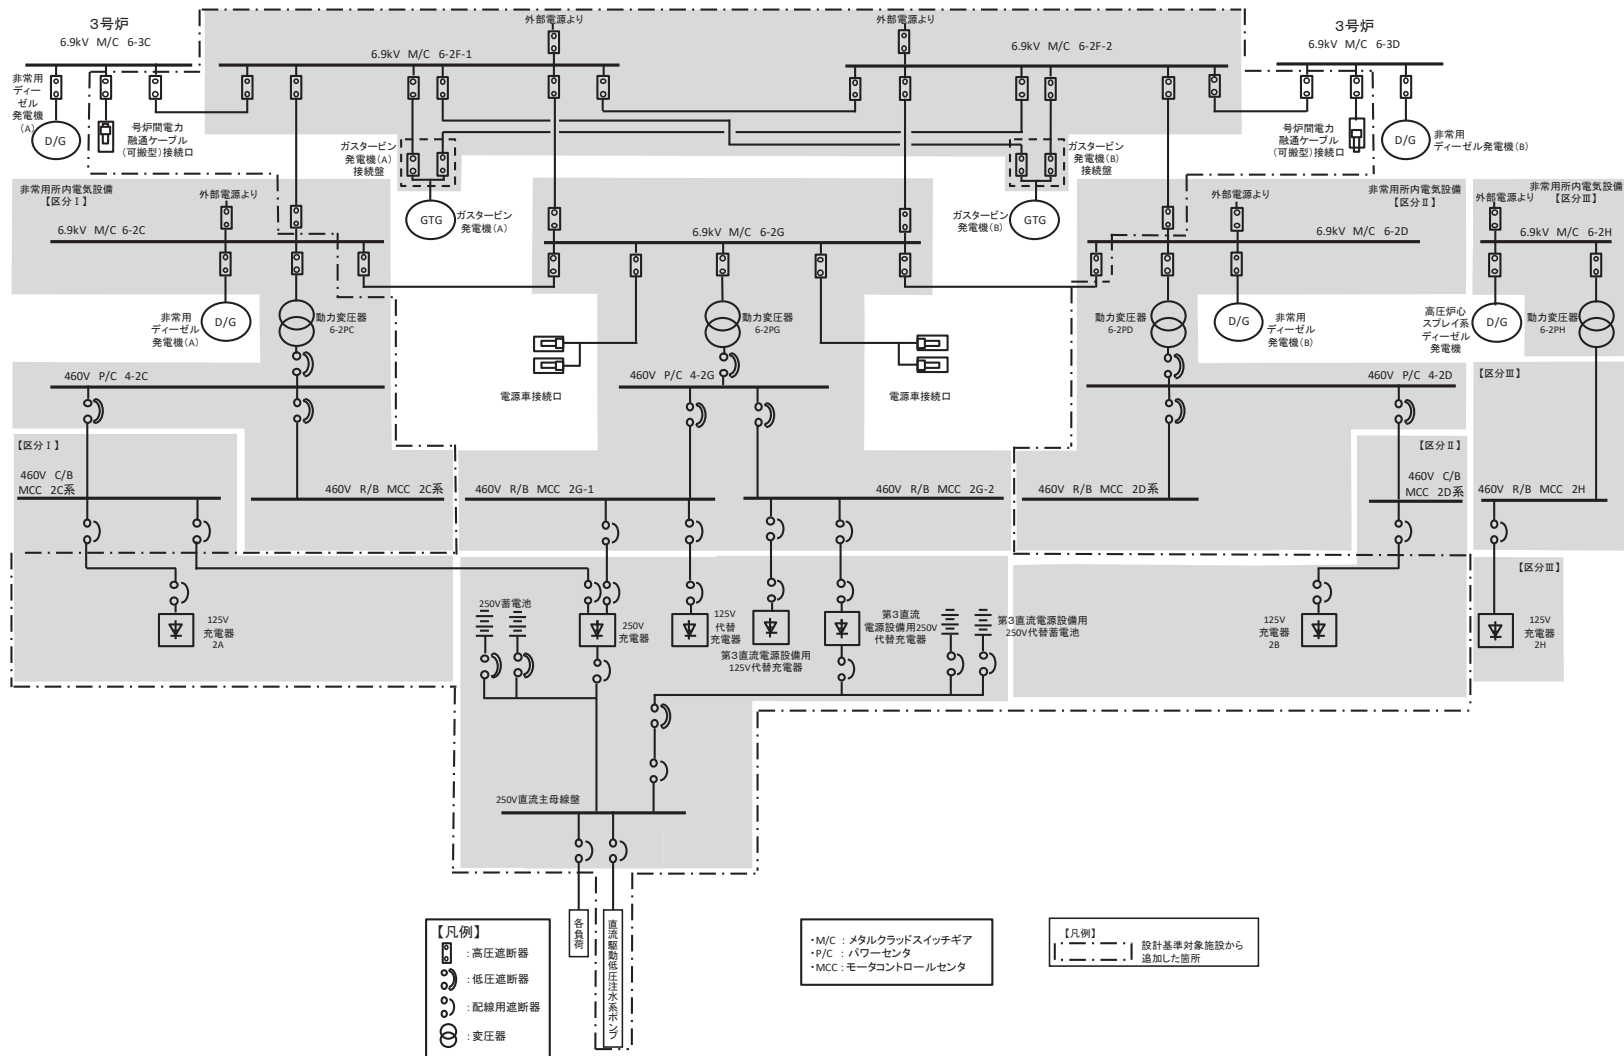 3号炉
6.9kV M/C 6-3C
外部電源より
外部電源より
3号炉
6.9kV M/C 6-3D
6.9kV M/C 6-2F-1
6.9kV M/C 6-2F-2
非常用
ディー
ゼル
発電機
(A)
D/G
号炉間電力
融通ケーブル
(可搬型)接続口
ガスタービン
発電機(A)
接続盤
ガスタービン
発電機(B)
接続盤
号炉間電力
融通ケーブル
(可搬型)接続口
D/G
非常用
ディーゼル発電機(B)
非常用所内電気設備
【区分Ⅰ】
外部電源より
6.9kV M/C 6-2C
GTG
ガスタービン
発電機(A)
6.9kV M/C 6-2G
ガスタービン
発電機(B)
GTG
外部電源より
非常用所内電気設備
【区分Ⅱ】
6.9kV M/C 6-2D
非常用所内電気設備
【区分Ⅲ】
外部電源より
6.9kV M/C 6-2H
非常用
ディーゼル
発電機(A)
D/G
動力変圧器
6-2PC
動力変圧器
6-2PG
動力変圧器
6-2PD
D/G
非常用
ディーゼル
発電機(B)
高圧炉心
スプレイ系
ディーゼル
発電機
D/G
動力変圧器
6-2PH
460V P/C 4-2C
電源車接続口
460V P/C 4-2G
電源車接続口
460V P/C 4-2D
【区分Ⅲ】
【区分Ⅰ】
460V C/B
MCC 2C系
460V R/B MCC 2C系
460V R/B MCC 2G-1
460V R/B MCC 2G-2
460V R/B MCC 2D系
【区分Ⅱ】
460V C/B
MCC 2D系
460V R/B MCC 2H
125V
充電器
2A
250V蓄電池
250V
充電器
125V
代替
充電器
第3直流電源設備用
125V代替充電器
第3直流
電源設備用250V
代替充電器
第3直流電源設備用
250V代替蓄電池
125V
充電器
2B
【区分Ⅲ】
125V
充電器
2H
250V直流主母線盤
各負荷
直流駆動低圧注水系ポンプ
【凡例】
:高圧遮断器
:低圧遮断器
:配線用遮断器
:変圧器
・M/C : メタルクラッドスイッチギア
・P/C : パワーセンタ
・MCC : モータコントロールセンタ
【凡例】
設計基準対象施設から
追加した箇所